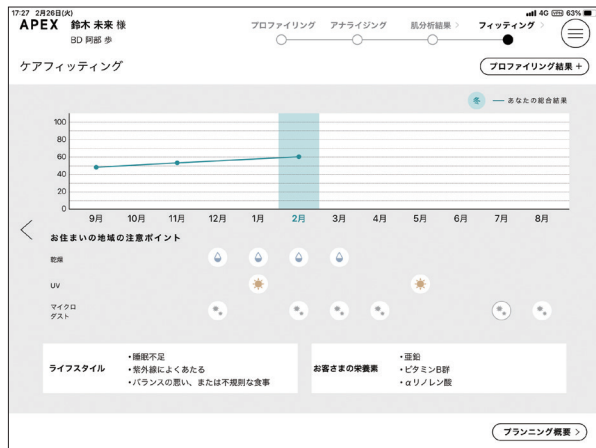 17:27 2月26日(火)
4G 63%
APEX 鈴木 未来 様
BD 阿部 歩
プロファイリング アナライジング 肌分析結果 > フィッティング >
ケアフィッティング
プロファイリング結果 +
冬 あなたの総合結果
100
80
60
40
20
0
9月 10月 11月 12月 1月 2月 3月 4月 5月 6月 7月 8月
お住まいの地域の注意ポイント
乾燥
UV
マイクロ
ダスト
ライフスタイル
・睡眠不足
・紫外線によくあたる
・バランスの悪い、または不規則な食事
お客さまの栄養素
・亜鉛
・ビタミンB群
・αリノレン酸
プランニング概要 >